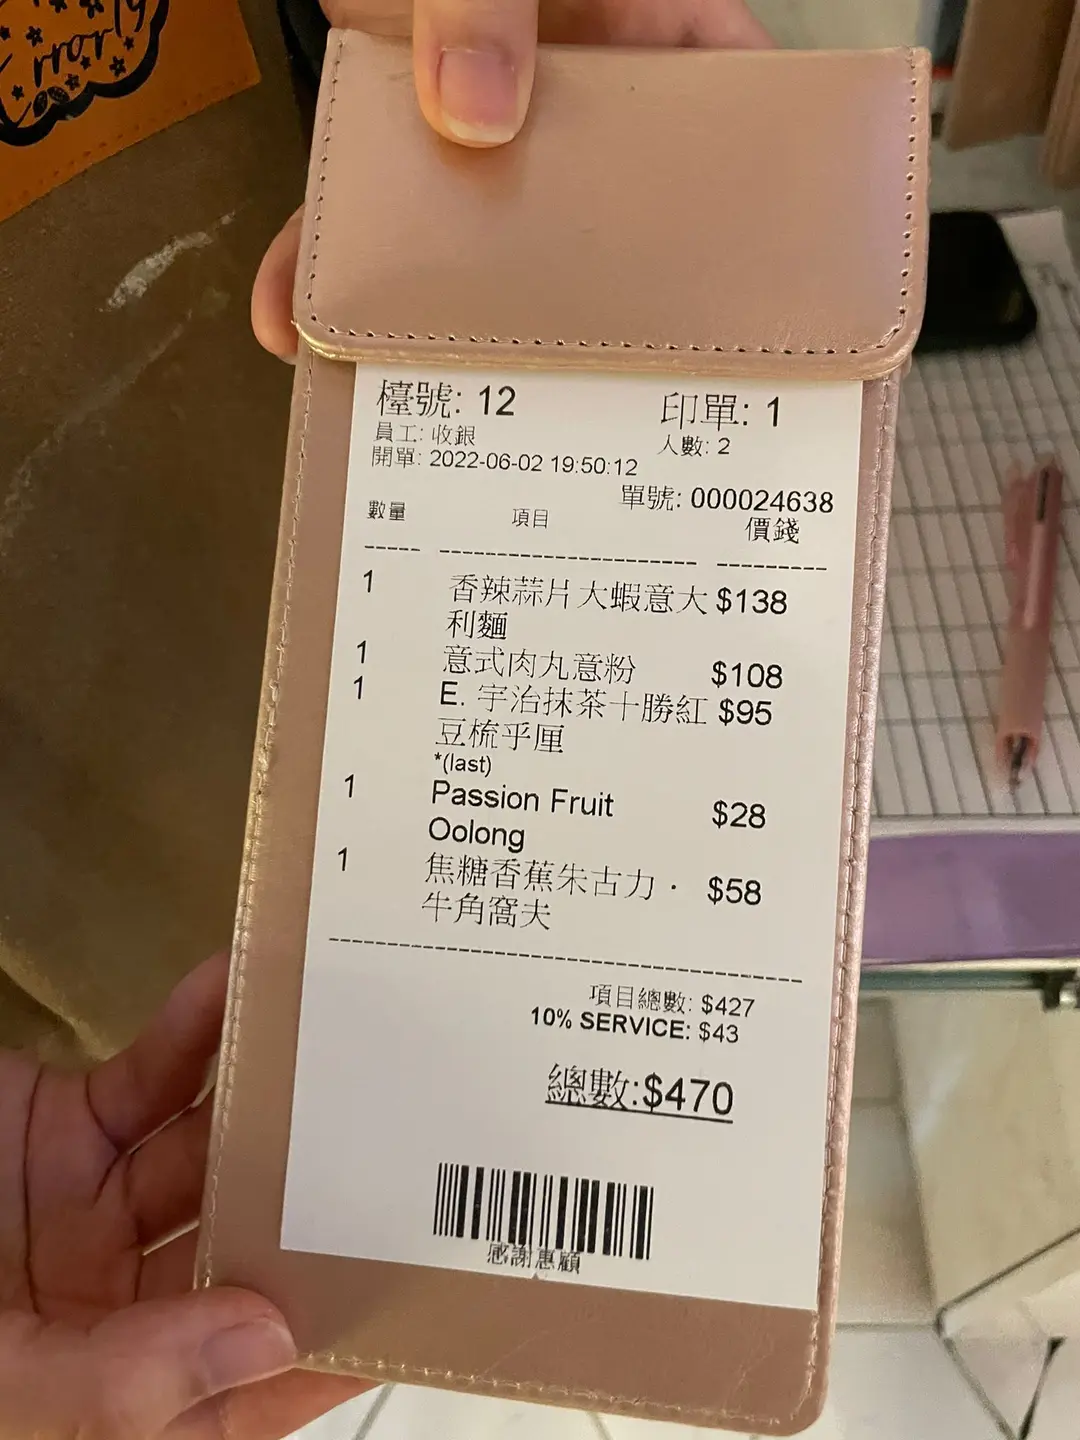 rrorly
檯號: 12
印單: 1
員工: 收銀
人數: 2
開單: 2022-06-02 19:50:12
單號: 000024638
數量 項目 價錢
1 香辣蒜片大蝦意大 $138
利麵
1 意式肉丸意粉 $108
1 E. 宇治抹茶十勝紅 $95
豆梳乎厘
*(last)
1 Passion Fruit $28
Oolong
1 焦糖香蕉朱古力· $58
牛角窩夫
項目總數: $427
10% SERVICE: $43
總數:$470
感謝惠顧